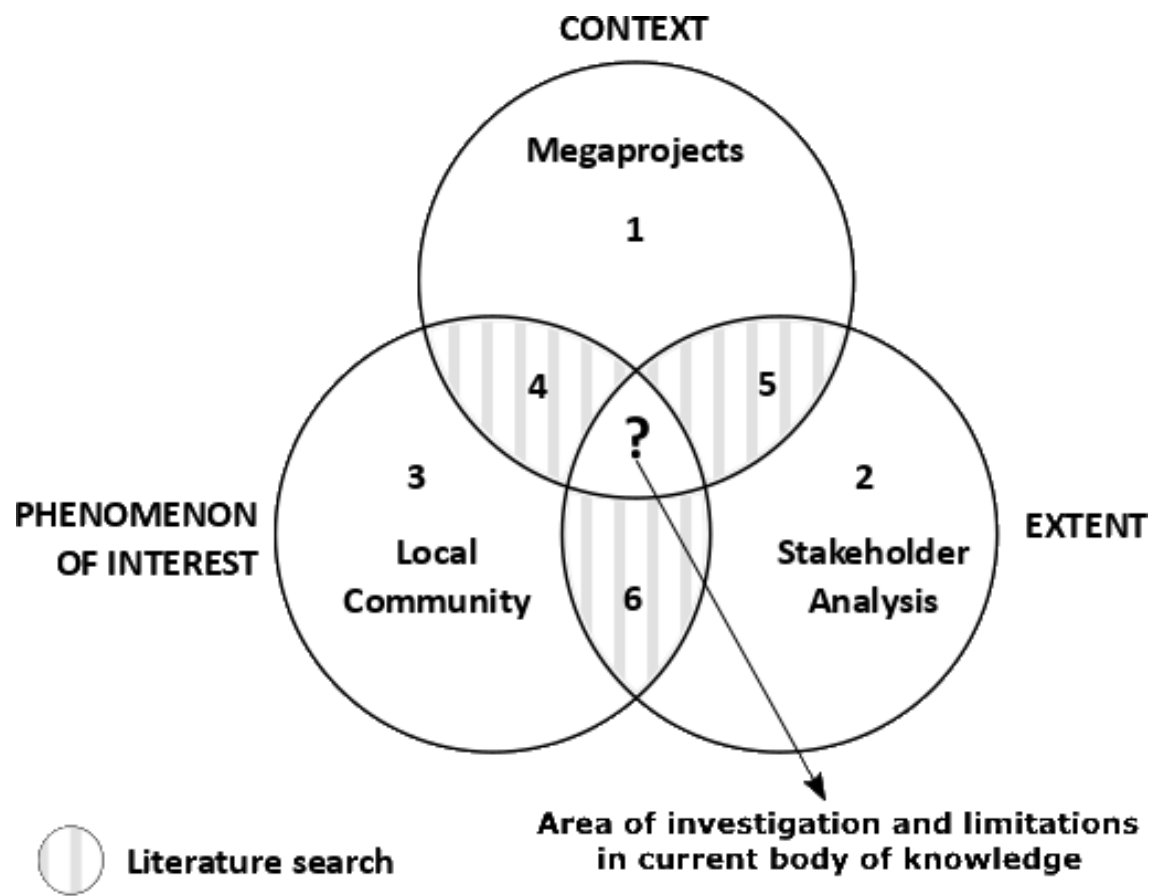 CONTEXT
Megaprojects
1
4
5
?
3
2
PHENOMENON
OF INTEREST
Local
Community
Stakeholder
Analysis
EXTENT
6
Area of investigation and limitations
in current body of knowledge
Literature search